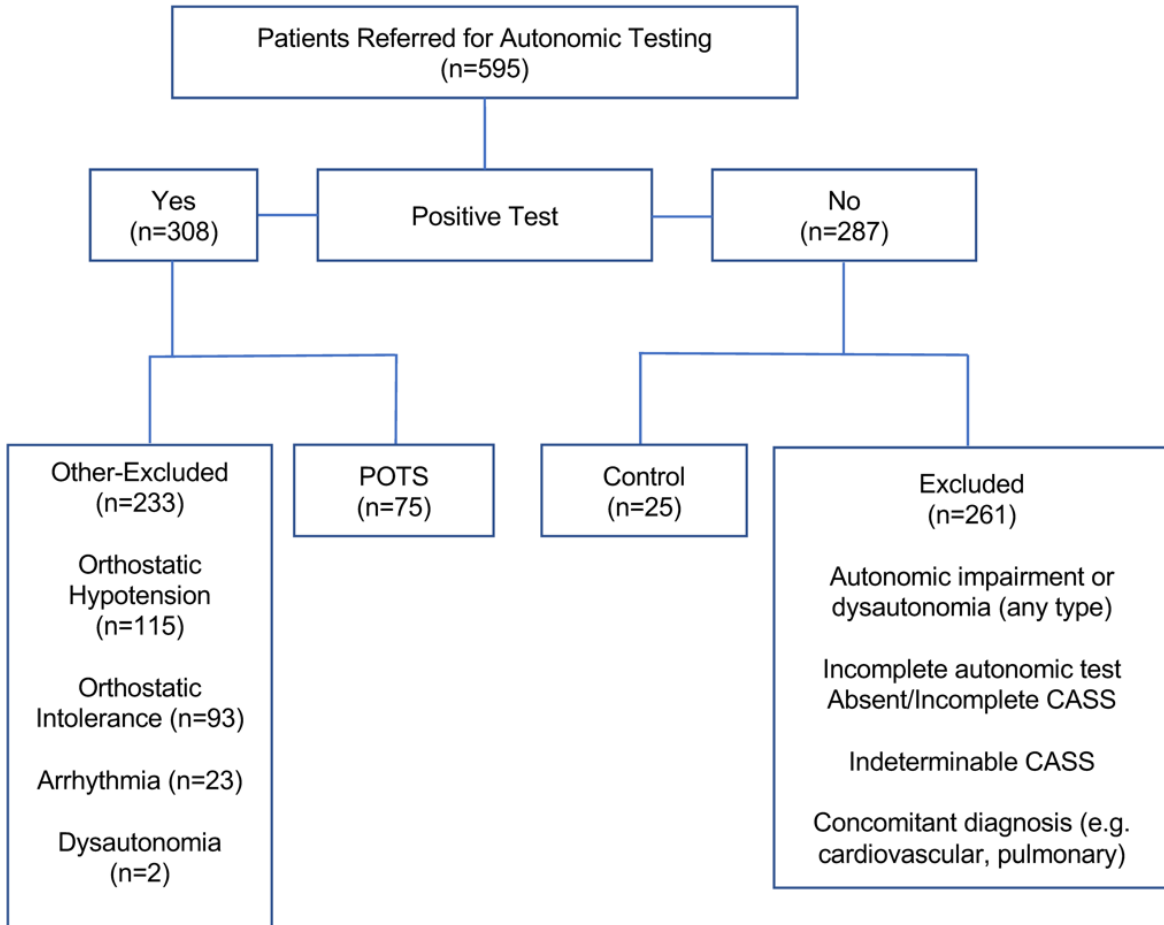 Patients Referred for Autonomic Testing
(n=595)
Yes
(n=308)
Positive Test
No
(n=287)
Other-Excluded
(n=233)
Orthostatic
Hypotension
(n=115)
Orthostatic
Intolerance (n=93)
Arrhythmia (n=23)
Dysautonomia
(n=2)
POTS
(n=75)
Control
(n=25)
Excluded
(n=261)
Autonomic impairment or
dysautonomia (any type)
Incomplete autonomic test
Absent/Incomplete CASS
Indeterminable CASS
Concomitant diagnosis (e.g.
cardiovascular, pulmonary)